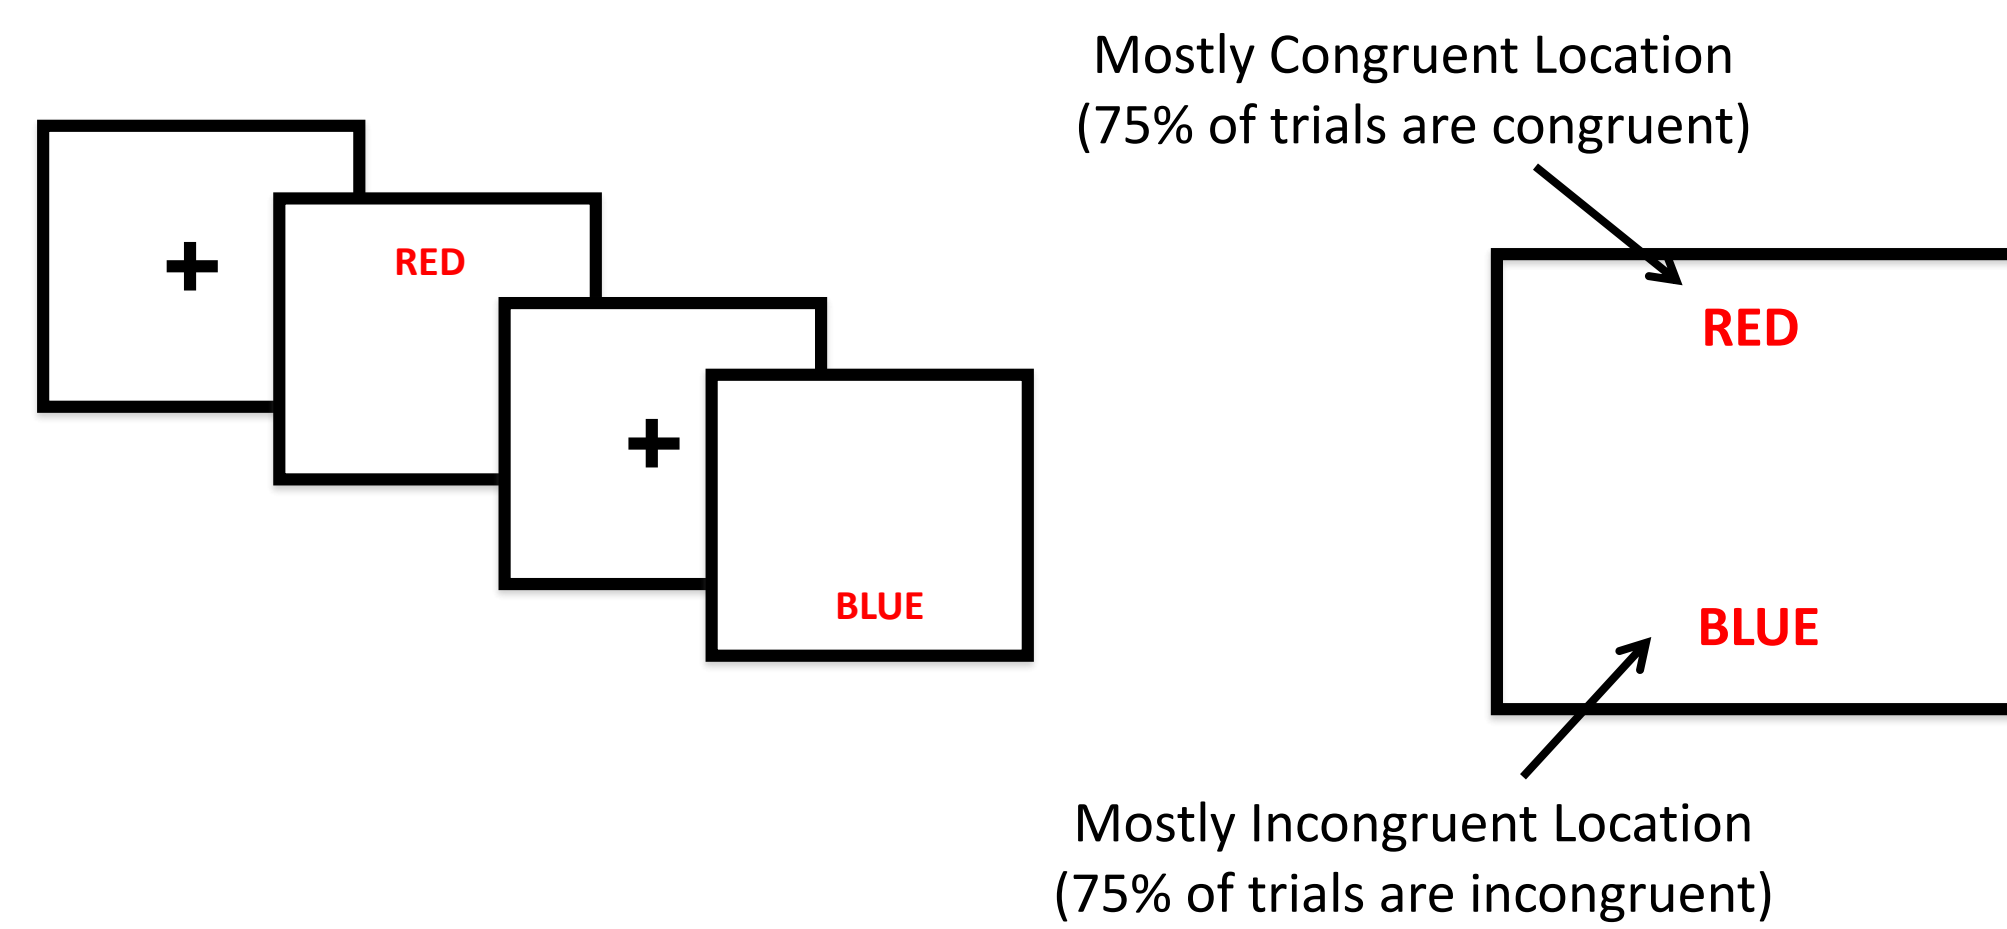 +
RED
+
BLUE
Mostly Congruent Location
(75% of trials are congruent)
RED
BLUE
Mostly Incongruent Location
(75% of trials are incongruent)